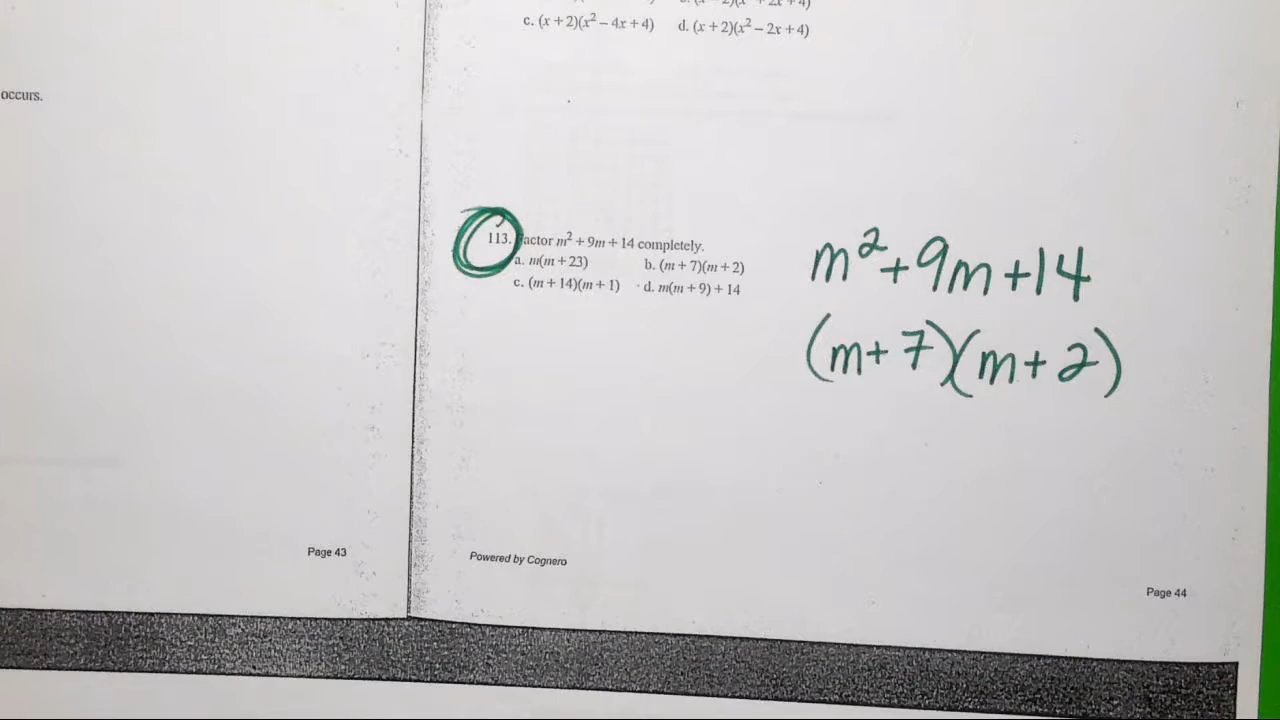 c. (x + 2)(x² – 4x + 4) d. (x + 2)(x² – 2x + 4)
occurs.
113. Factor m² + 9m + 14 completely.
a. m(m + 23) b. (m + 7)(m + 2)
c. (m + 14)(m + 1) d. m(m + 9) + 14
m² + 9m + 14
(m + 7)(m + 2)
Page 43
Powered by Cognero
Page 44